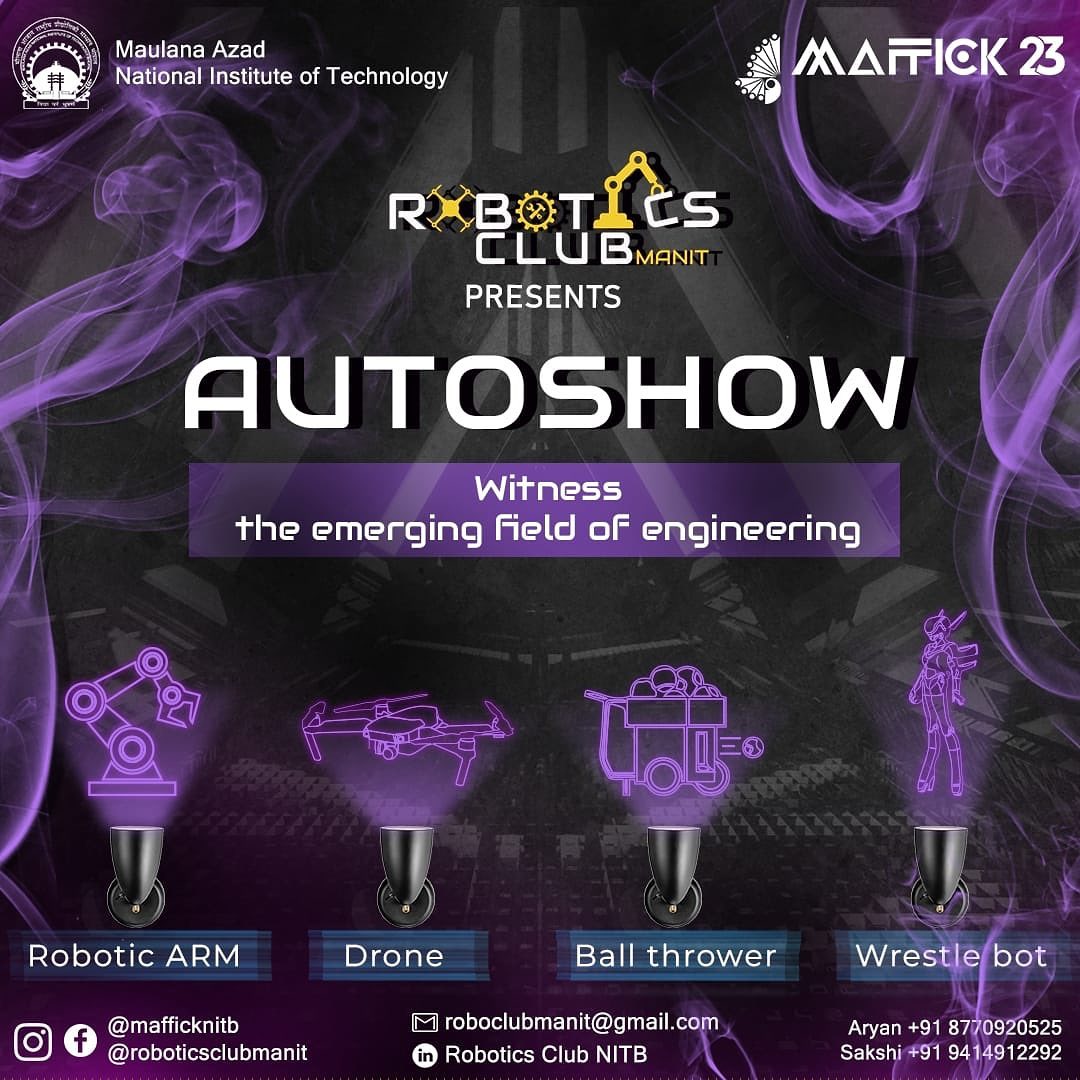 Maulana Azad
National Institute of Technology
MAFFICK 23
ROBOTICS
CLUB MANIT
PRESENTS
AUTOSHOW
Witness
the emerging field of engineering
Robotic ARM
Drone
Ball thrower
Wrestle bot
@mafficknitb
@roboticsclubmanit
roboclubmanit@gmail.com
Robotics Club NITB
Aryan +91 8770920525
Sakshi +91 9414912292